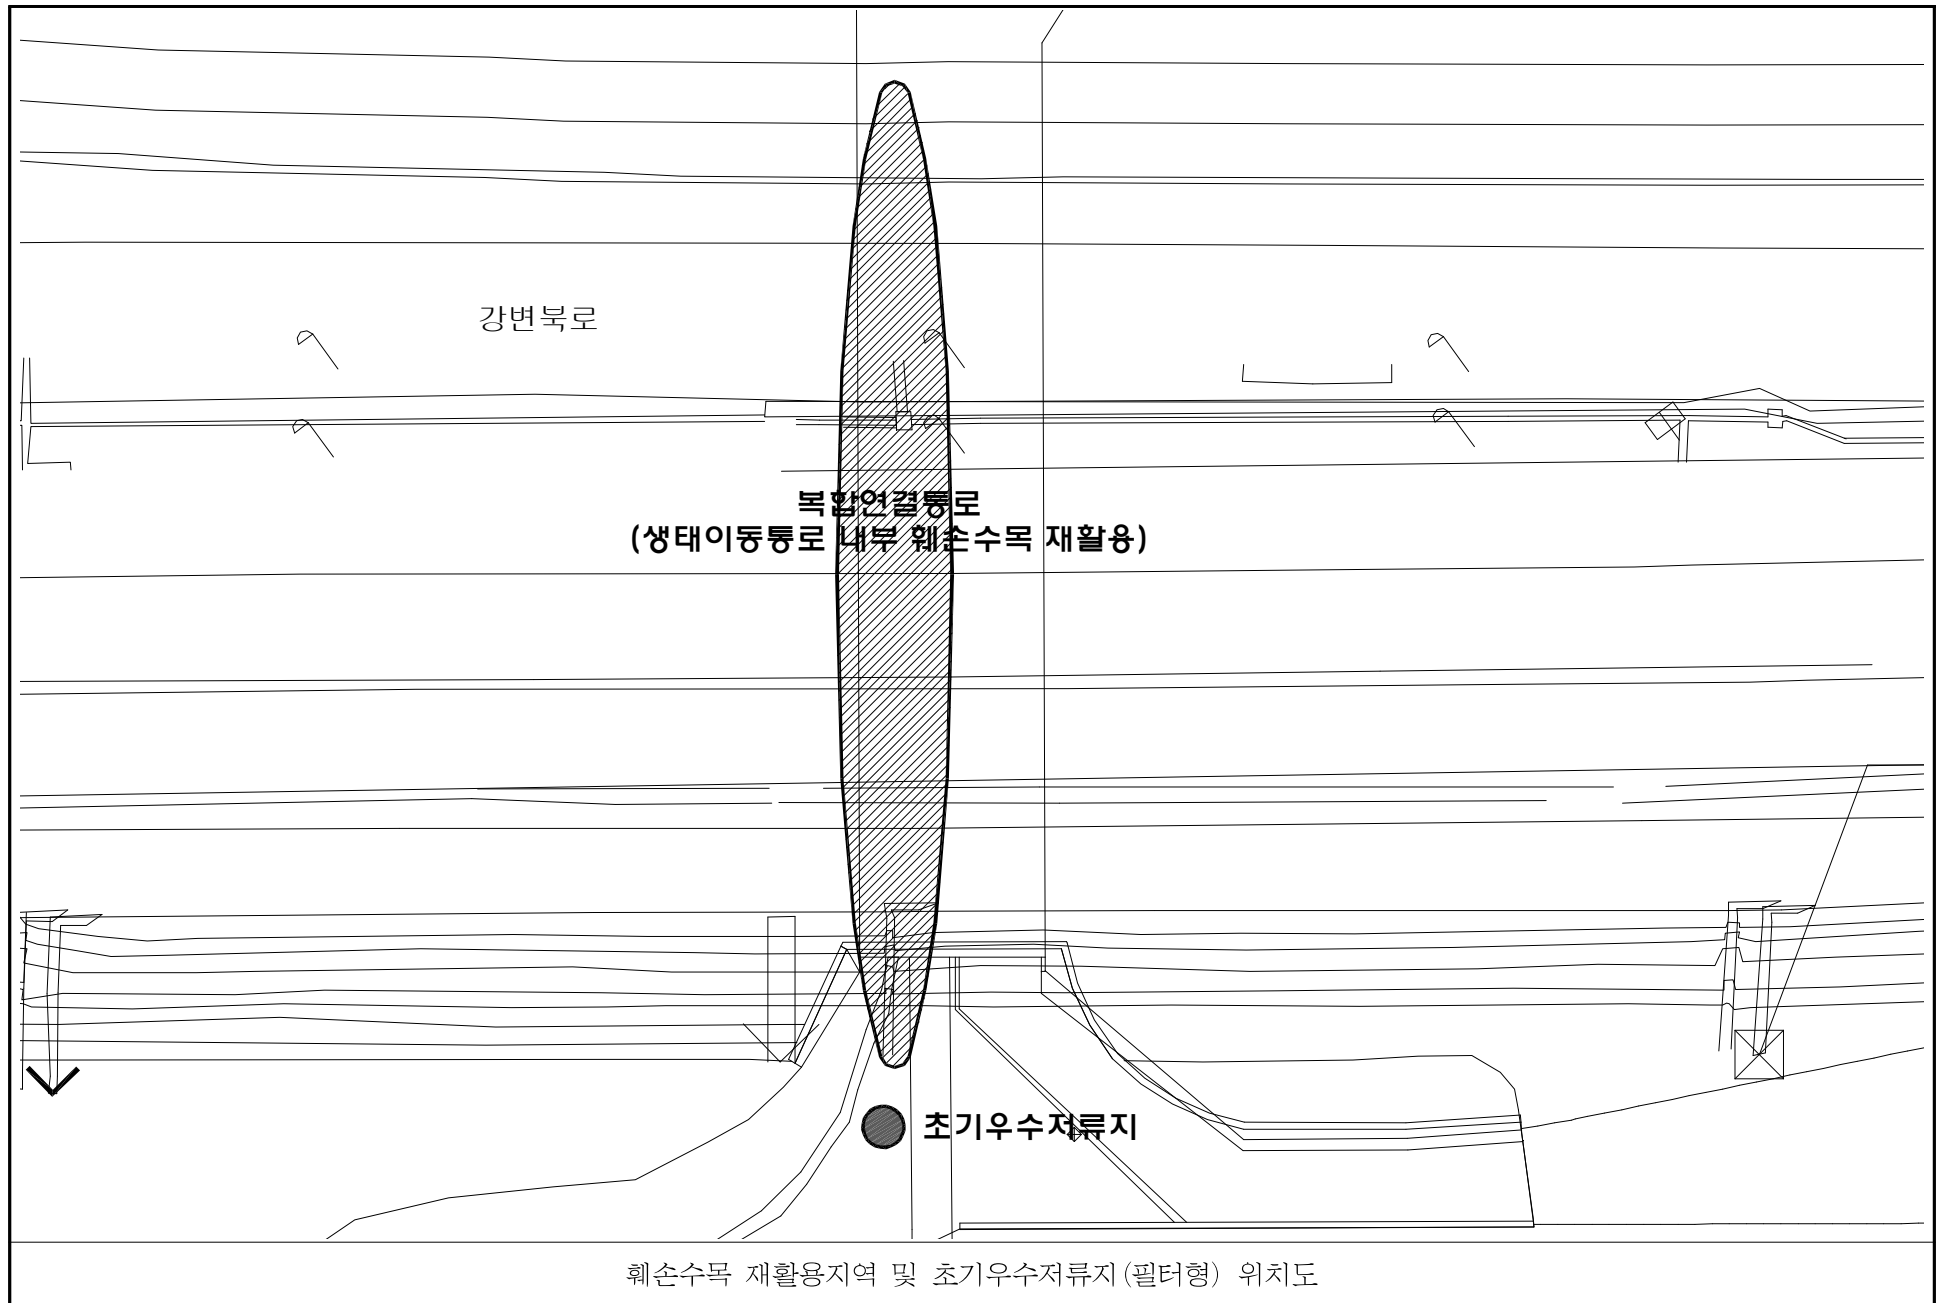 강변북로
복합연결통로
(생태이동통로 내부 훼손수목 재활용)
초기우수저류지
훼손수목 재활용지역 및 초기우수저류지(필터형) 위치도